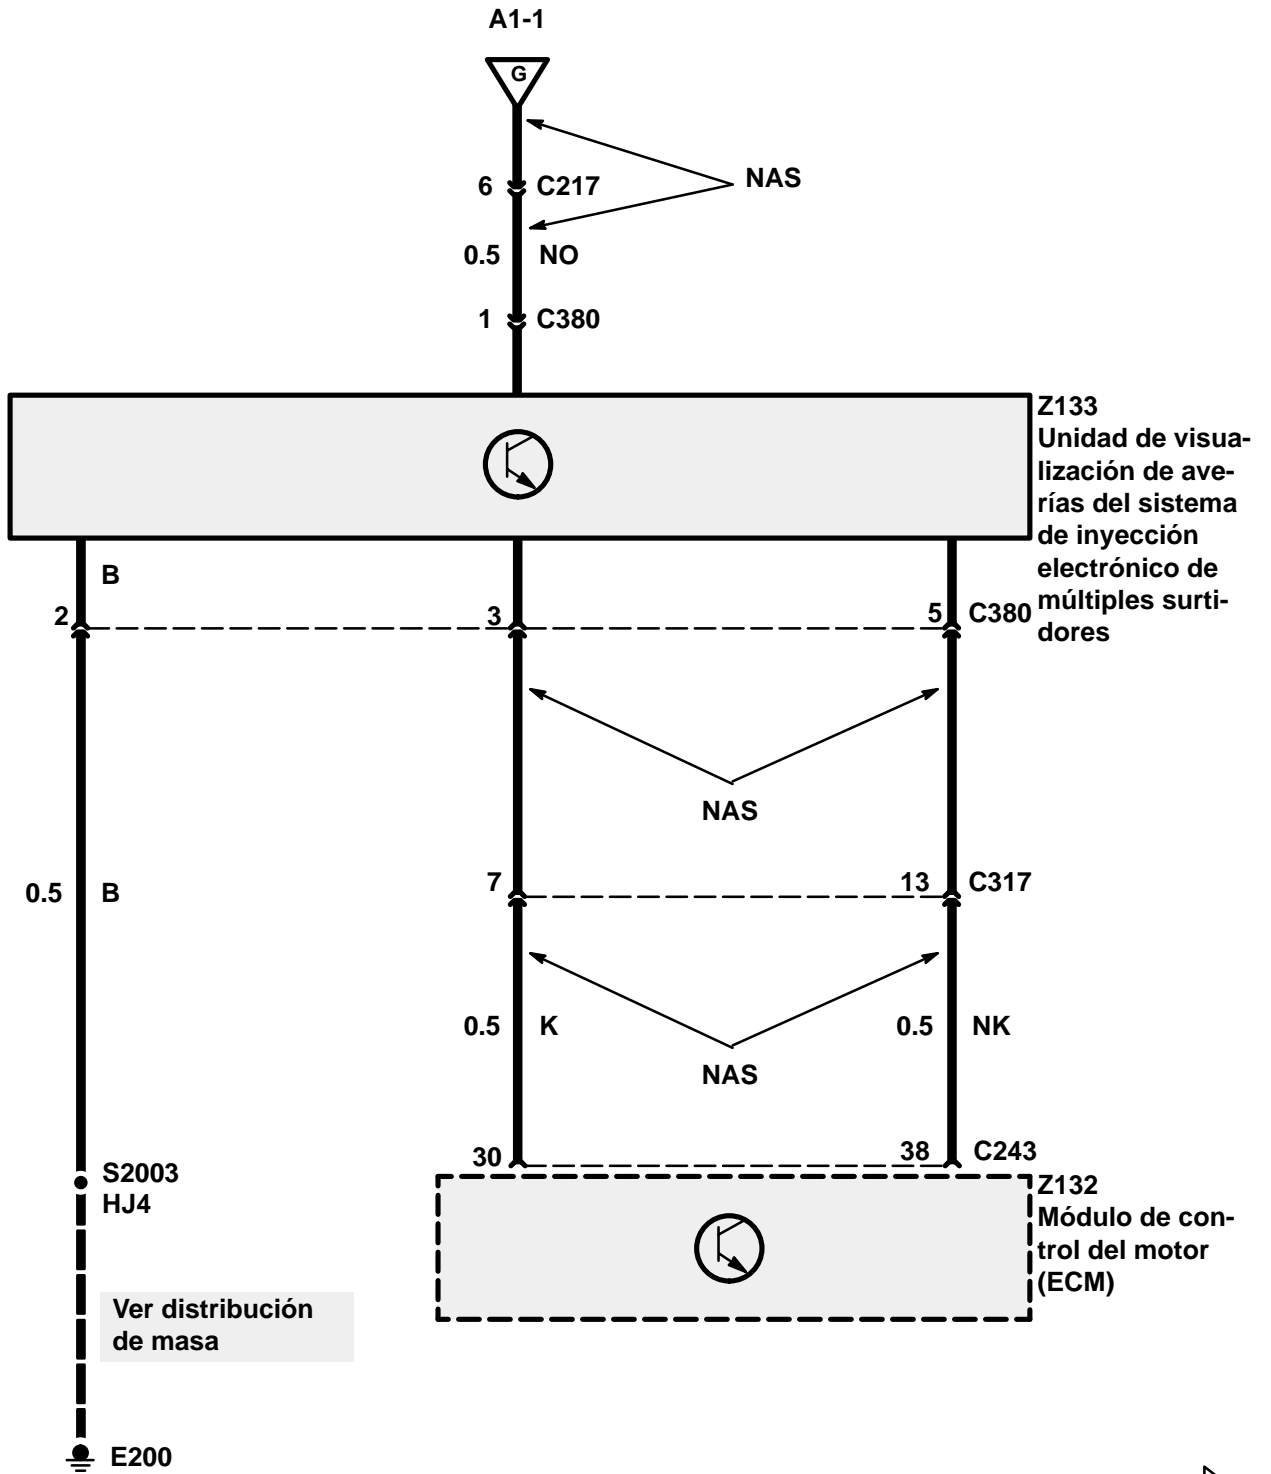 A1-1
G
NAS
6 C217
0.5 NO
1 C380
Z133
Unidad de visua-
lización de ave-
rías del sistema
de inyección
electrónico de
múltiples surti-
dores
B
2 3 5 C380
NAS
7 13 C317
0.5 B
0.5 K 0.5 NK
NAS
30 38 C243
S2003
HJ4
Z132
Módulo de con-
trol del motor
(ECM)
Ver distribución
de masa
E200